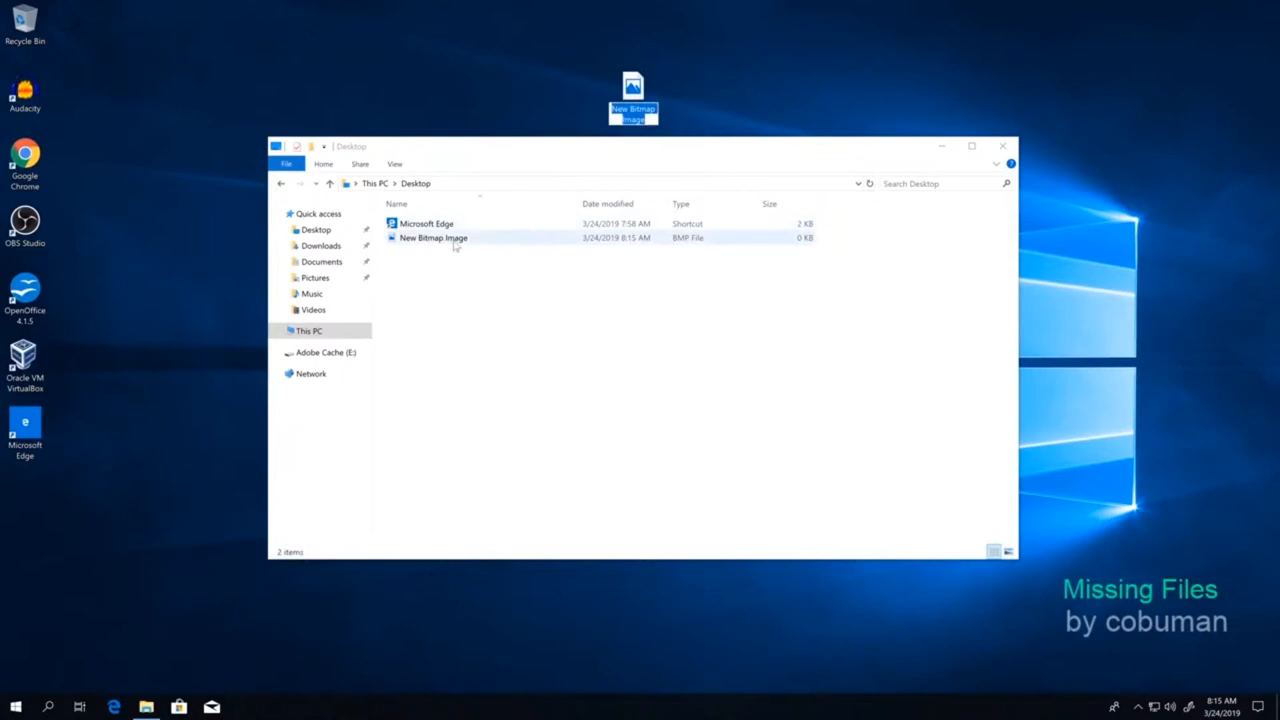 Recycle Bin
Audacity
Google
Chrome
OBS Studio
OpenOffice
4.1.5
Oracle VM
VirtualBox
e
Microsoft
Edge
New Bitmap
Image
Desktop
File
Home
Share
View
This PC
Desktop
Search Desktop
Name
Date modified
Type
Size
Microsoft Edge
3/24/2019 7:58 AM
Shortcut
2 KB
New Bitmap Image
3/24/2019 8:15 AM
BMP File
0 KB
Quick access
Desktop
Downloads
Documents
Pictures
Music
Videos
This PC
Adobe Cache (E:)
Network
2 items
Missing Files
by cobuman
8:15 AM
3/24/2019